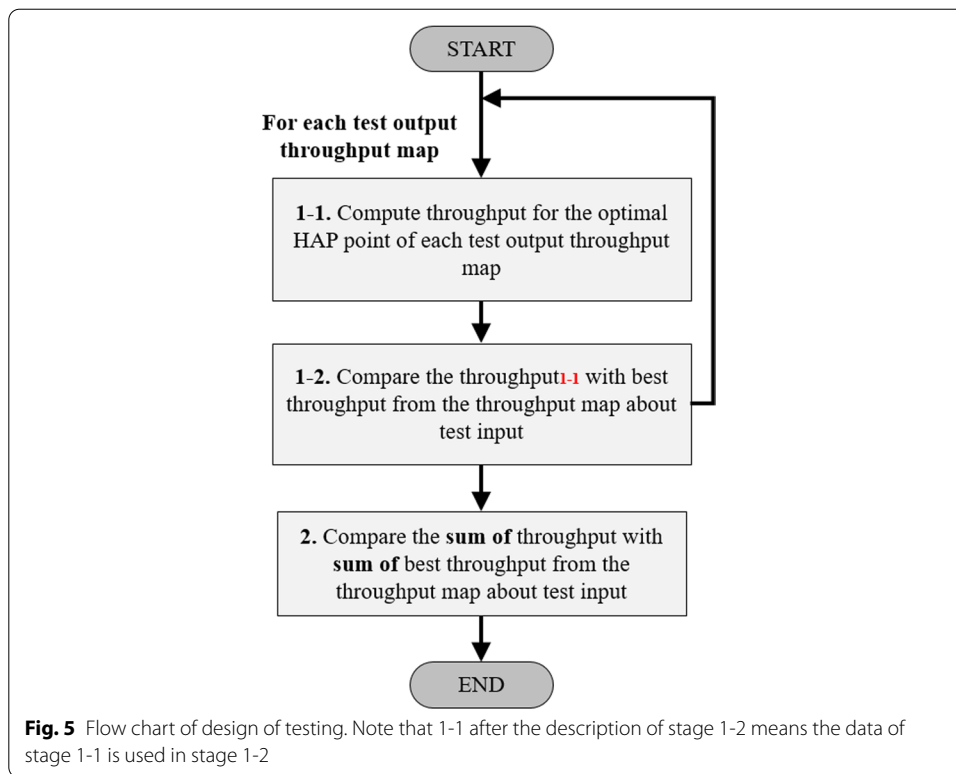 START
For each test output
throughput map
1-1. Compute throughput for the optimal
HAP point of each test output throughput
map
1-2. Compare the throughput1-1 with best
throughput from the throughput map about
test input
2. Compare the sum of throughput with
sum of best throughput from the
throughput map about test input
END
Fig. 5 Flow chart of design of testing. Note that 1-1 after the description of stage 1-2 means the data of
stage 1-1 is used in stage 1-2